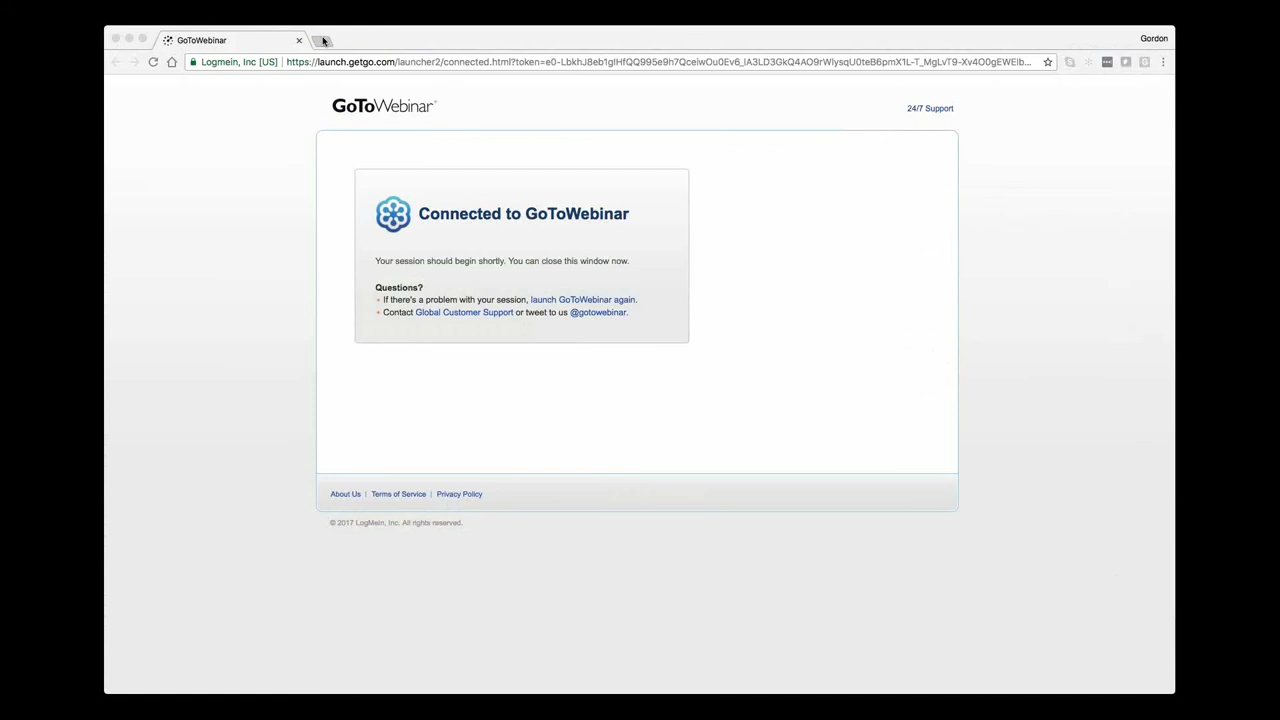 GoToWebinar
Gordon
Logmein, Inc [US]
GoToWebinar
24/7 Support
Connected to GoToWebinar
Your session should begin shortly. You can close this window now.
Questions?
If there's a problem with your session, launch GoToWebinar again.
Contact Global Customer Support or tweet to us @gotowebinar.
About Us | Terms of Service | Privacy Policy
© 2017 LogMeIn, Inc. All rights reserved.